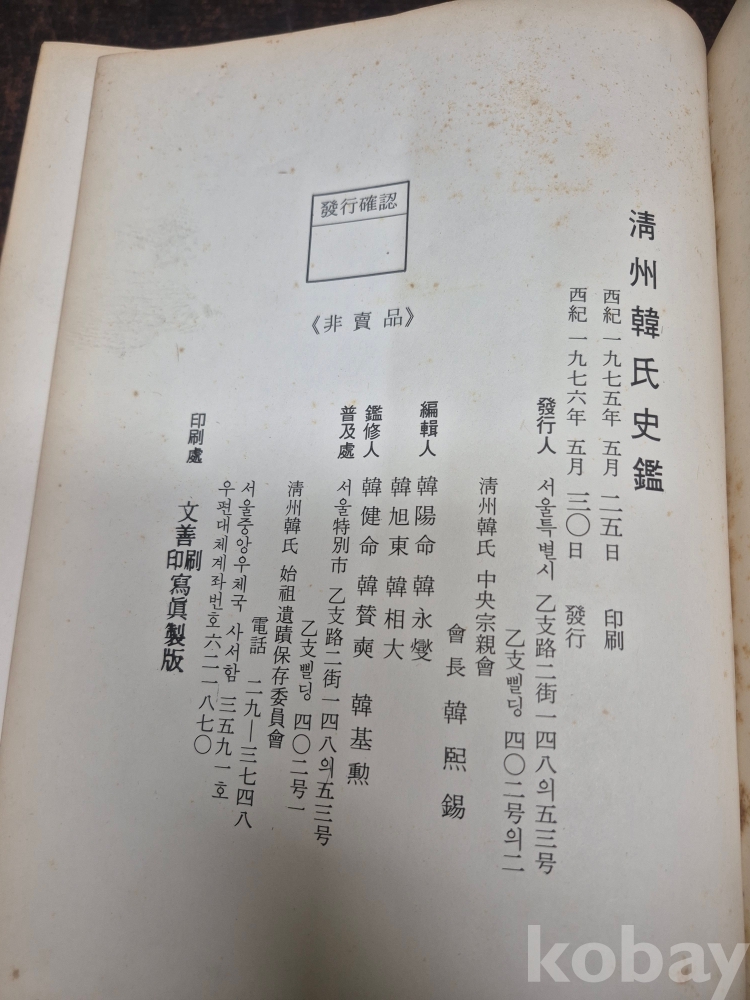 淸州韓氏史鑑
西紀 一九七五年 五月 二五日 印刷
西紀 一九七六年 五月 三〇日 發行
發行人 서울특별시 乙支路二街一四八의五三号
乙支삘딩 四〇二号의二
淸州韓氏 中央宗親會
會長 韓熙錫
編輯人 韓陽命 韓永燮
韓旭東 韓相大
鑑修人 韓健命 韓賛奭 韓基勲
普及處 서울特別市 乙支路二街一四八의五三号
乙支삘딩 四〇二号一
淸州韓氏 始祖遺蹟保存委員會
電話 二九—三七四八
서울중앙우체국 사서함 三五九一호
우편대체계좌번호六二一八七〇
印刷處 文善印刷寫眞製版
《非賣品》
發行確認
kobay